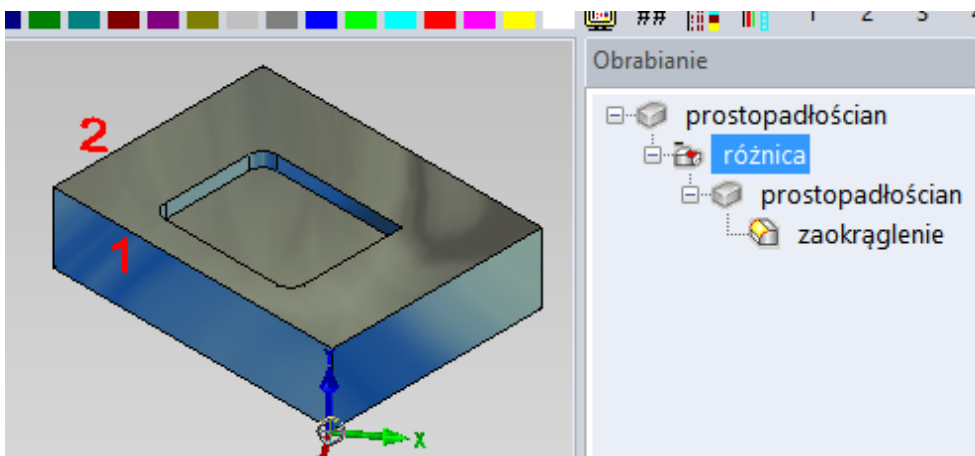 ## 1 2 3
Obrabianie
prostopadłościan
różnica
prostopadłościan
zaokrąglenie
2
1
X